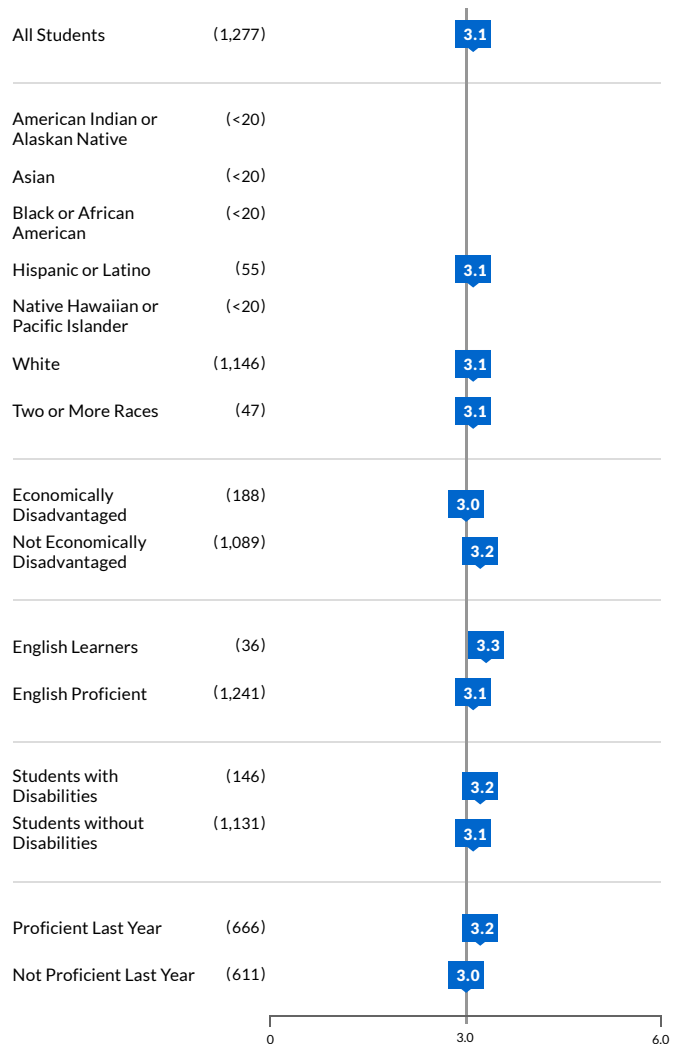 All Students (1,277) 3.1
American Indian or (<20)
Alaskan Native
Asian (<20)
Black or African (<20)
American
Hispanic or Latino (55) 3.1
Native Hawaiian or (<20)
Pacific Islander
White (1,146) 3.1
Two or More Races (47) 3.1
Economically (188) 3.0
Disadvantaged
Not Economically (1,089) 3.2
Disadvantaged
English Learners (36) 3.3
English Proficient (1,241) 3.1
Students with (146) 3.2
Disabilities
Students without (1,131) 3.1
Disabilities
Proficient Last Year (666) 3.2
Not Proficient Last Year (611) 3.0
0 3.0 6.0